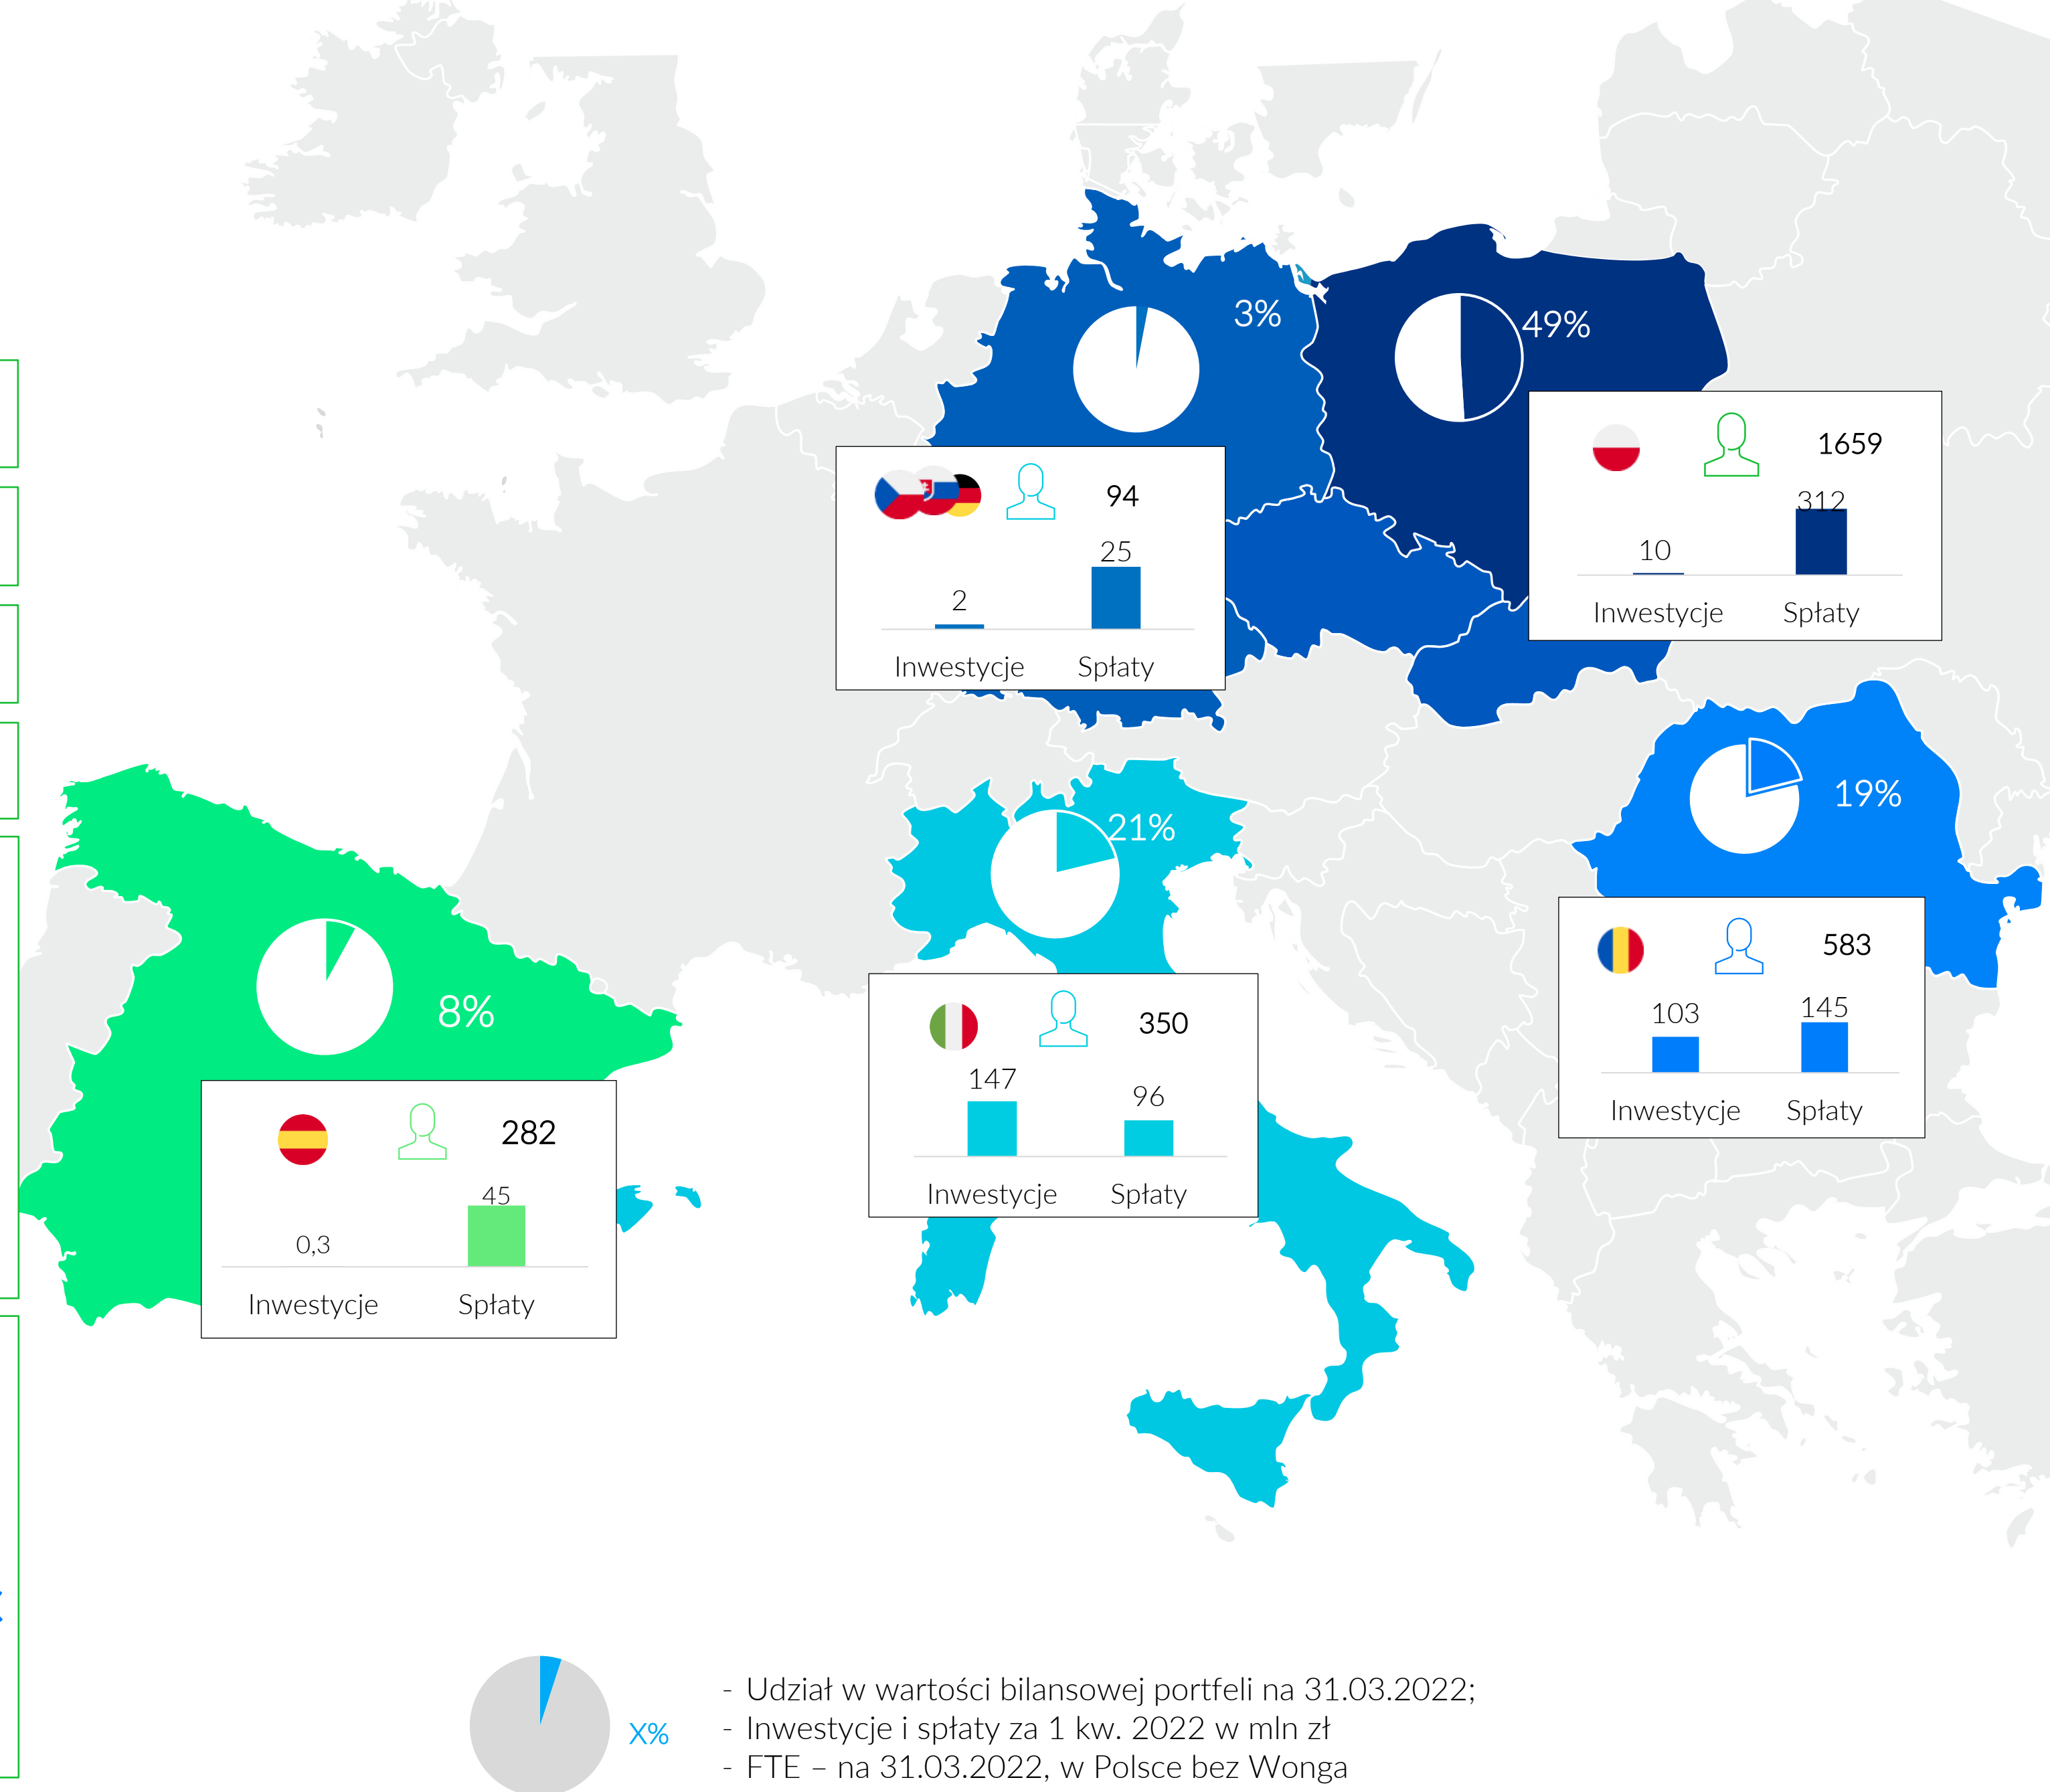 3%
49%
1659
312
10
Inwestycje Spłaty
94
25
2
Inwestycje Spłaty
19%
21%
583
103 145
Inwestycje Spłaty
8%
350
147
96
Inwestycje Spłaty
282
45
0,3
Inwestycje Spłaty
X%
- Udział w wartości bilansowej portfeli na 31.03.2022;
- Inwestycje i spłaty za 1 kw. 2022 w mln zł
- FTE – na 31.03.2022, w Polsce bez Wonga